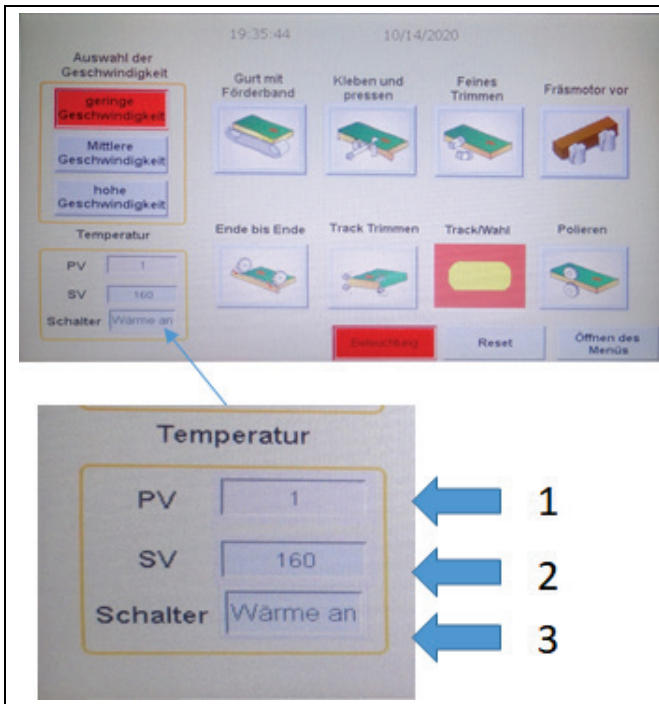 19:35:44 10/14/2020
Auswahl der
Geschwindigkeit
geringe
Geschwindigkeit
Mittlere
Geschwindigkeit
hohe
Geschwindigkeit
Gurt mit
Förderband
Kleben und
pressen
Feines
Trimmen
Fräsmotor vor
Temperatur
PV 1
SV 160
Schalter Wärme an
Ende bis Ende
Track Trimmen
Track/Wahl
Polieren
Beleuchtung
Reset
Öffnen des
Menüs
Temperatur
PV 1
SV 160
Schalter Wärme an
1
2
3